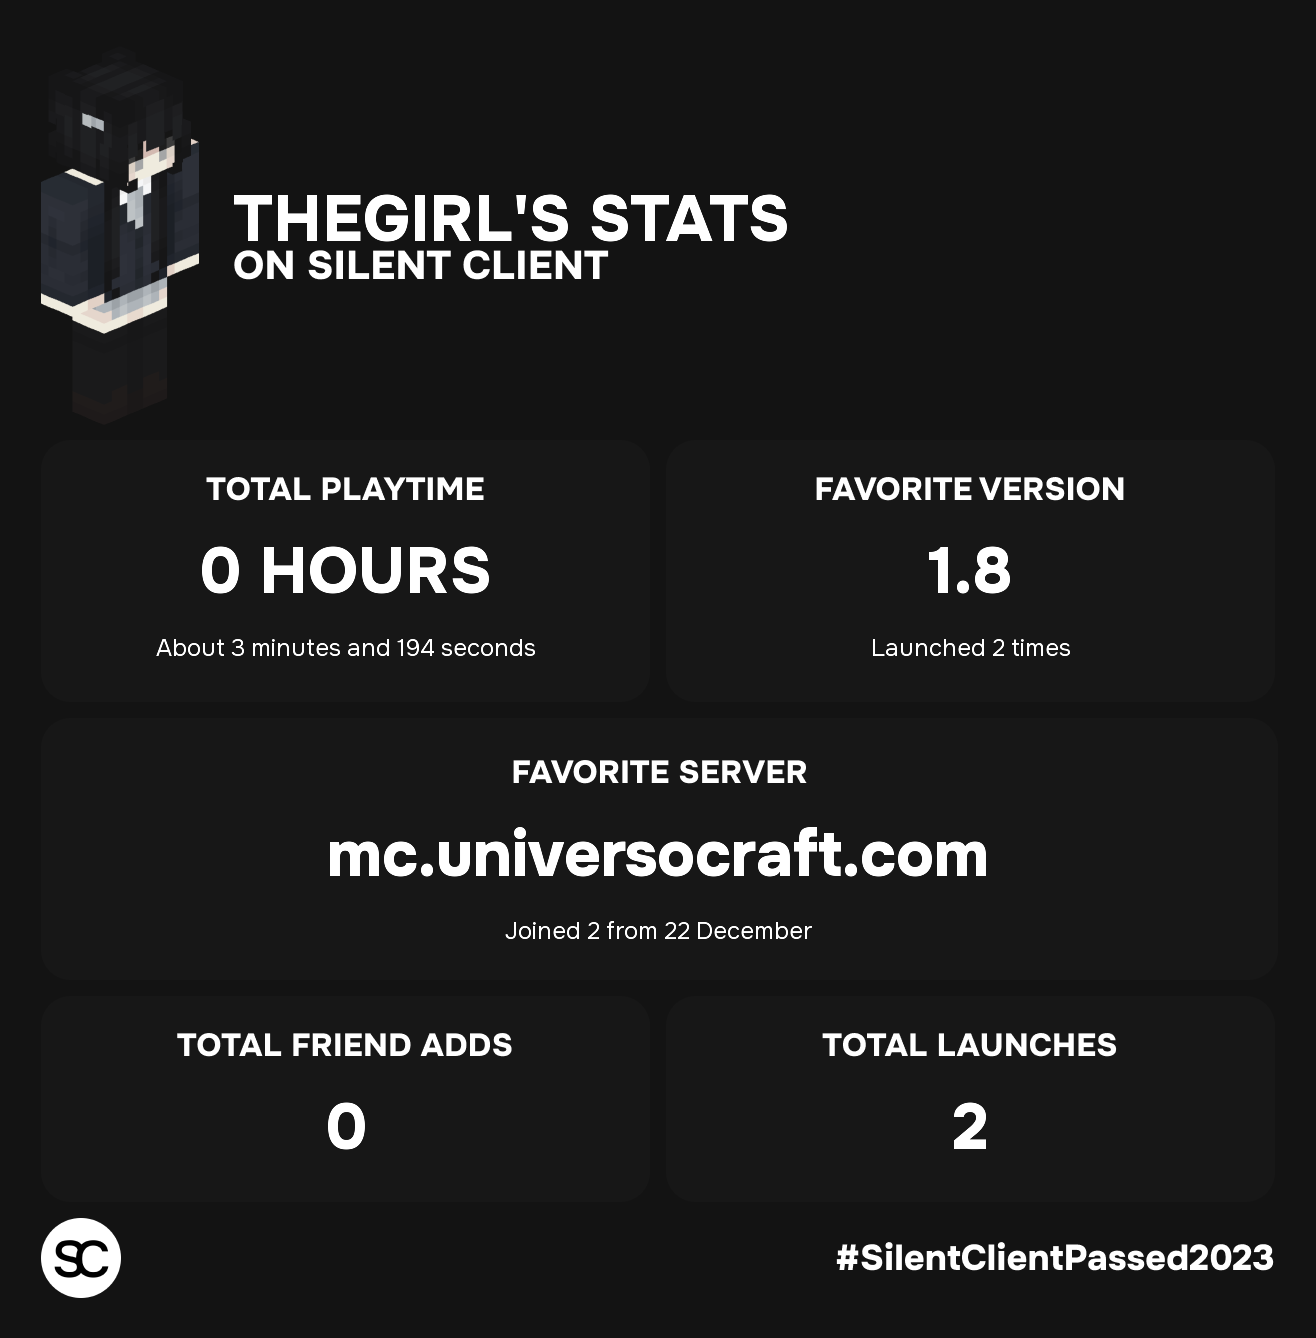 THEGIRL'S STATS
ON SILENT CLIENT
TOTAL PLAYTIME
0 HOURS
About 3 minutes and 194 seconds
FAVORITE VERSION
1.8
Launched 2 times
FAVORITE SERVER
mc.universocraft.com
Joined 2 from 22 December
TOTAL FRIEND ADDS
0
TOTAL LAUNCHES
2
SC
#SilentClientPassed2023